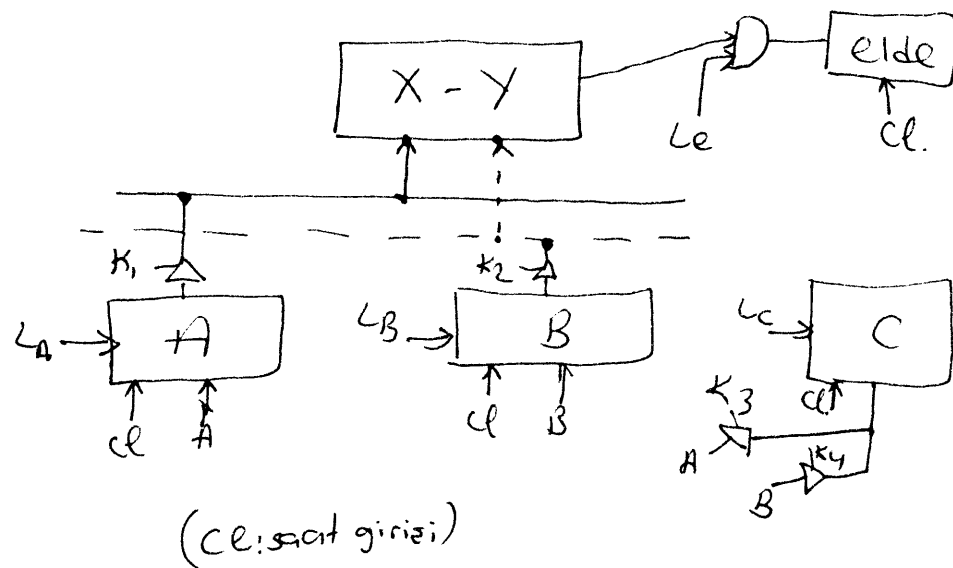 X - Y
elde
Le
Cl.
K1
K2
LA
A
LB
B
Lc
C
Cl
A
Cl
B
Cl
K3
A
K4
B
(Cl:saat girişi)